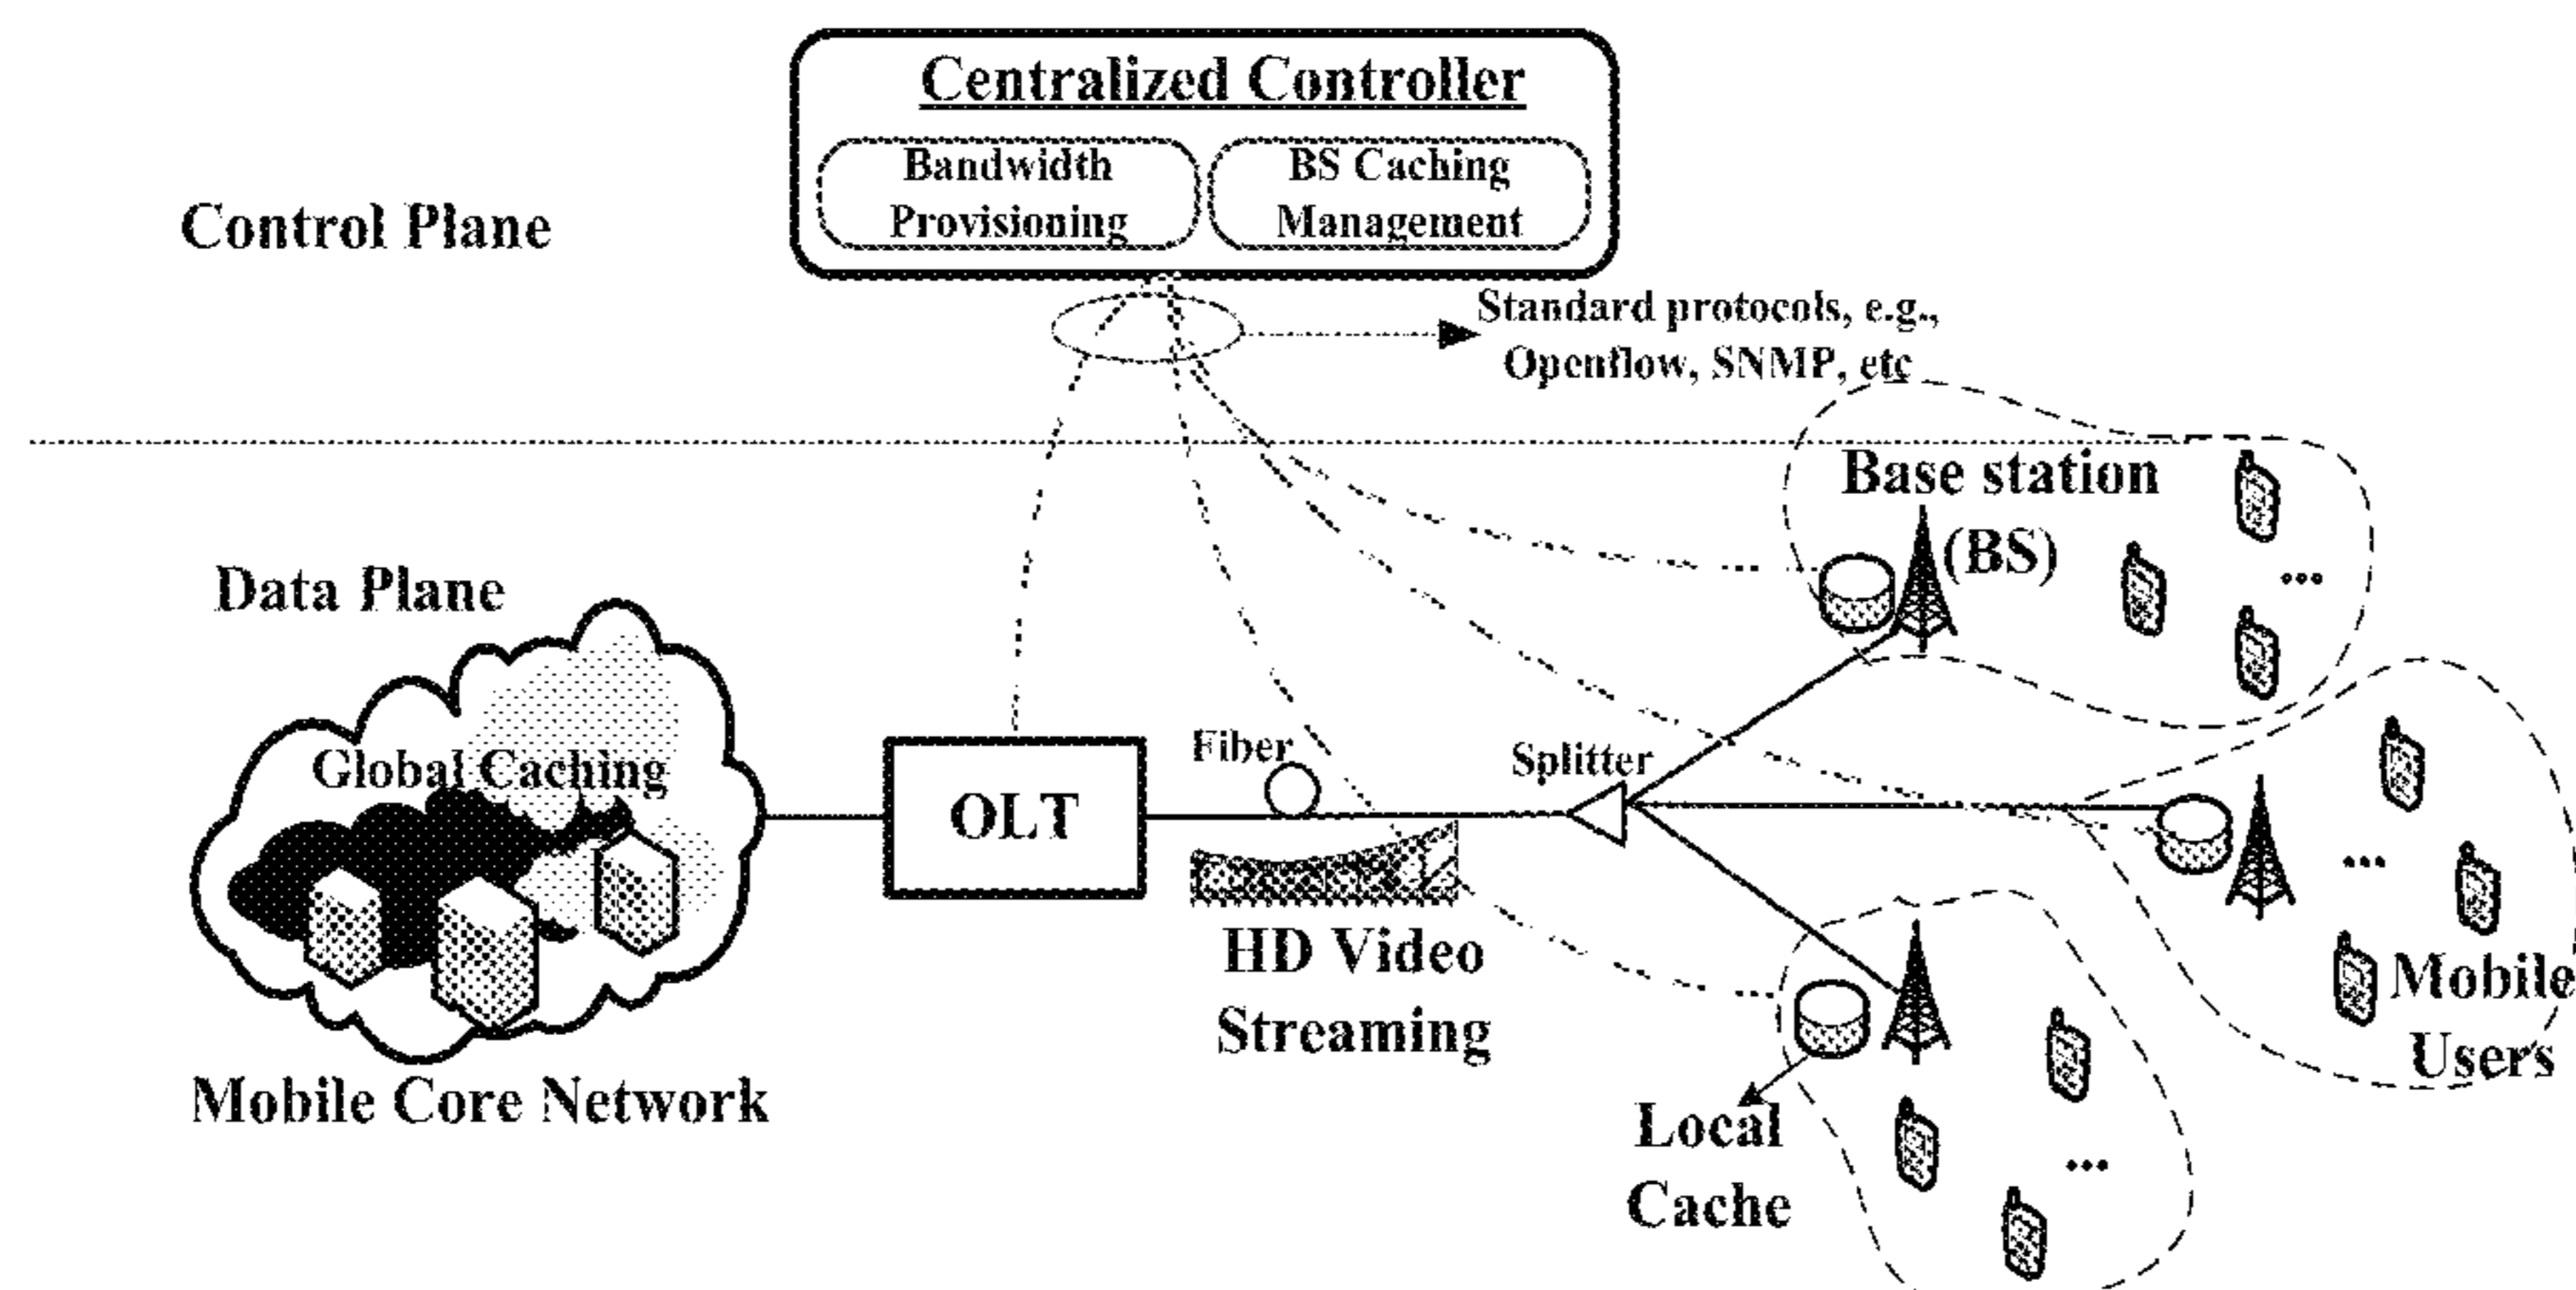 Centralized Controller
Bandwidth
Provisioning
BS Caching
Management
Control Plane
Standard protocols, e.g.,
Openflow, SNMP, etc
Base station
(BS)
Data Plane
Global Caching
OLT
Fiber
Splitter
HD Video
Streaming
Mobile Core Network
Mobile
Users
Local
Cache
...
...
...